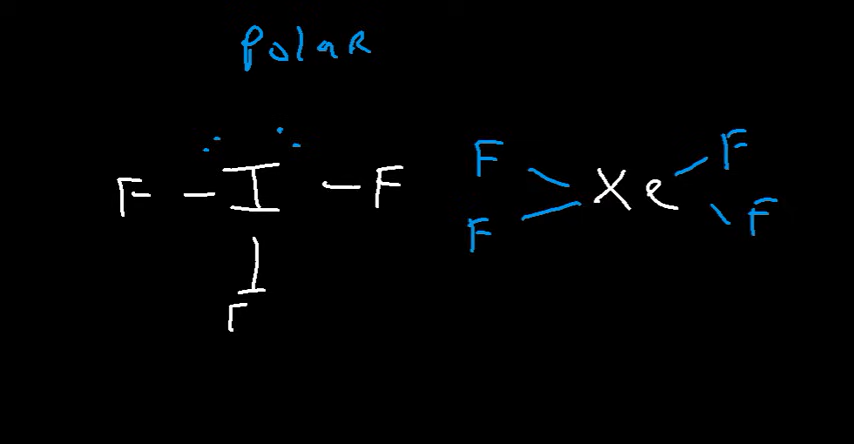 Polar
F - I - F
F
F F
Xe
F F